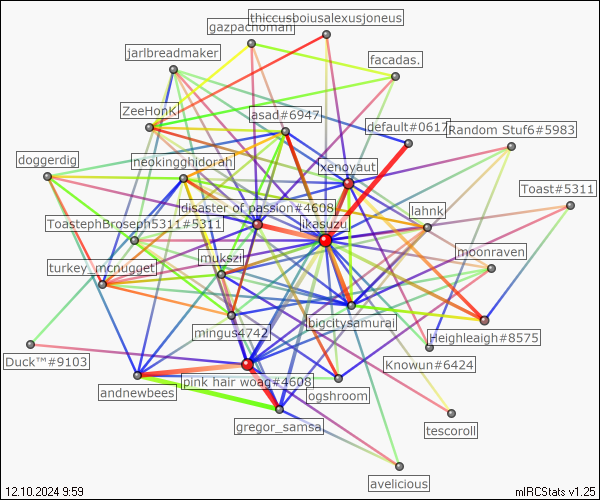 thiccusboiusalexusjoneus
gazpachoman
jarlbreadmaker
facadas.
ZeeHonK
asad#6947
default#0617
Random Stuf6#5983
doggerdig
neokingghidorah
xenoyaut
Toast#5311
disaster of passion#4608
lahnk
ToastephBroseph5311#5311
ikasuzu
moonraven
mukszi
turkey_mcnugget
mingus4742
bigcitysamurai
Heighleaigh#8575
Duck™#9103
Knowun#6424
pink hair woag#4608
andnewbees
ogshroom
gregor_samsa
tescoroll
avelicious
12.10.2024 9:59
mIRCStats v1.25